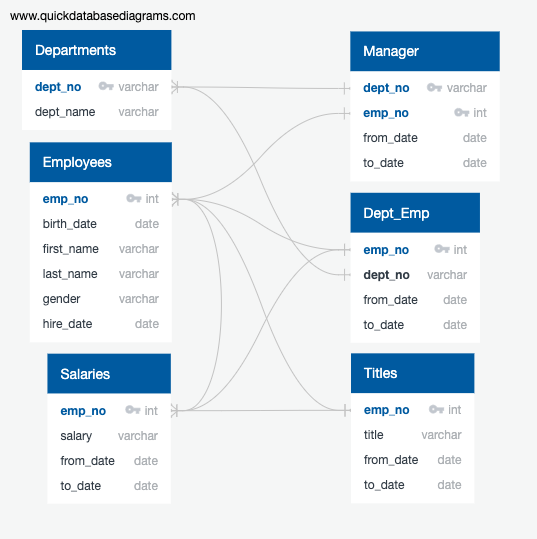 www.quickdatabasediagrams.com
Departments
dept_no varchar
dept_name varchar
Employees
emp_no int
birth_date date
first_name varchar
last_name varchar
gender varchar
hire_date date
Salaries
emp_no int
salary varchar
from_date date
to_date date
Manager
dept_no varchar
emp_no int
from_date date
to_date date
Dept_Emp
emp_no int
dept_no varchar
from_date date
to_date date
Titles
emp_no int
title varchar
from_date date
to_date date